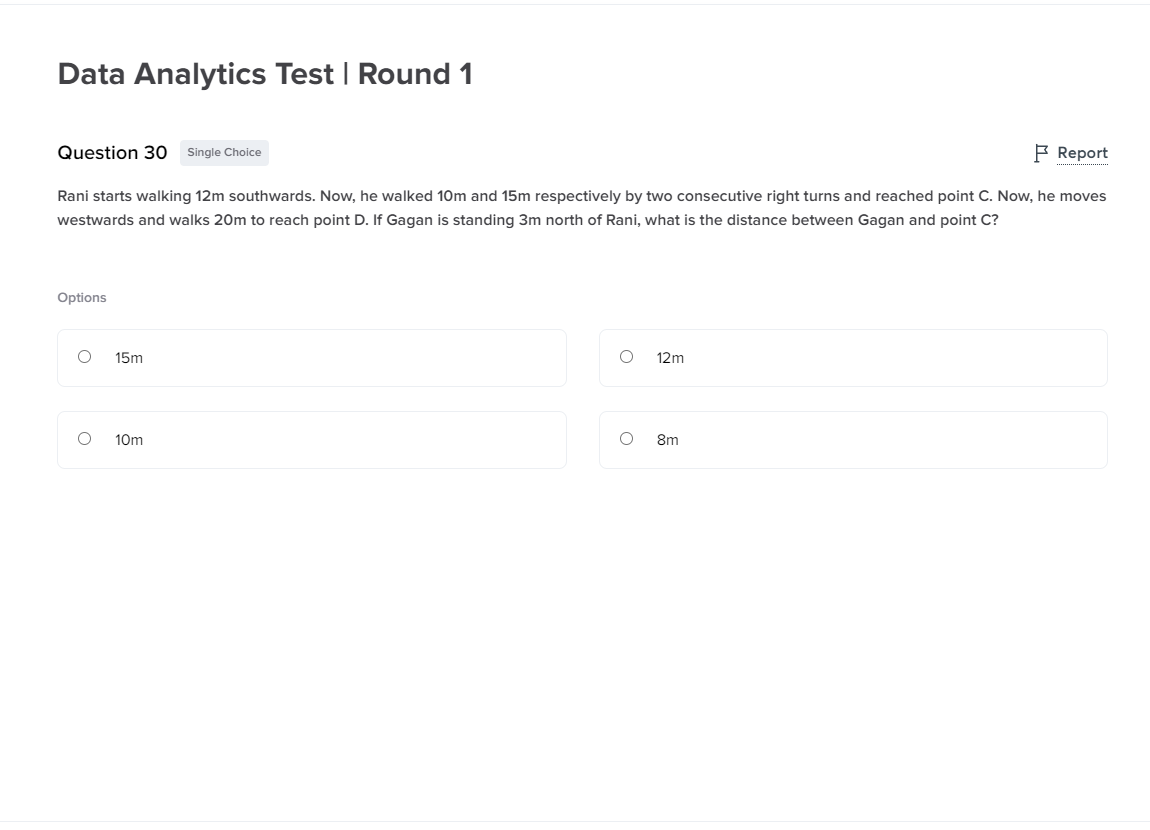 Data Analytics Test | Round 1
Question 30 Single Choice Report
Rani starts walking 12m southwards. Now, he walked 10m and 15m respectively by two consecutive right turns and reached point C. Now, he moves
westwards and walks 20m to reach point D. If Gagan is standing 3m north of Rani, what is the distance between Gagan and point C?
Options
15m 12m
10m 8m